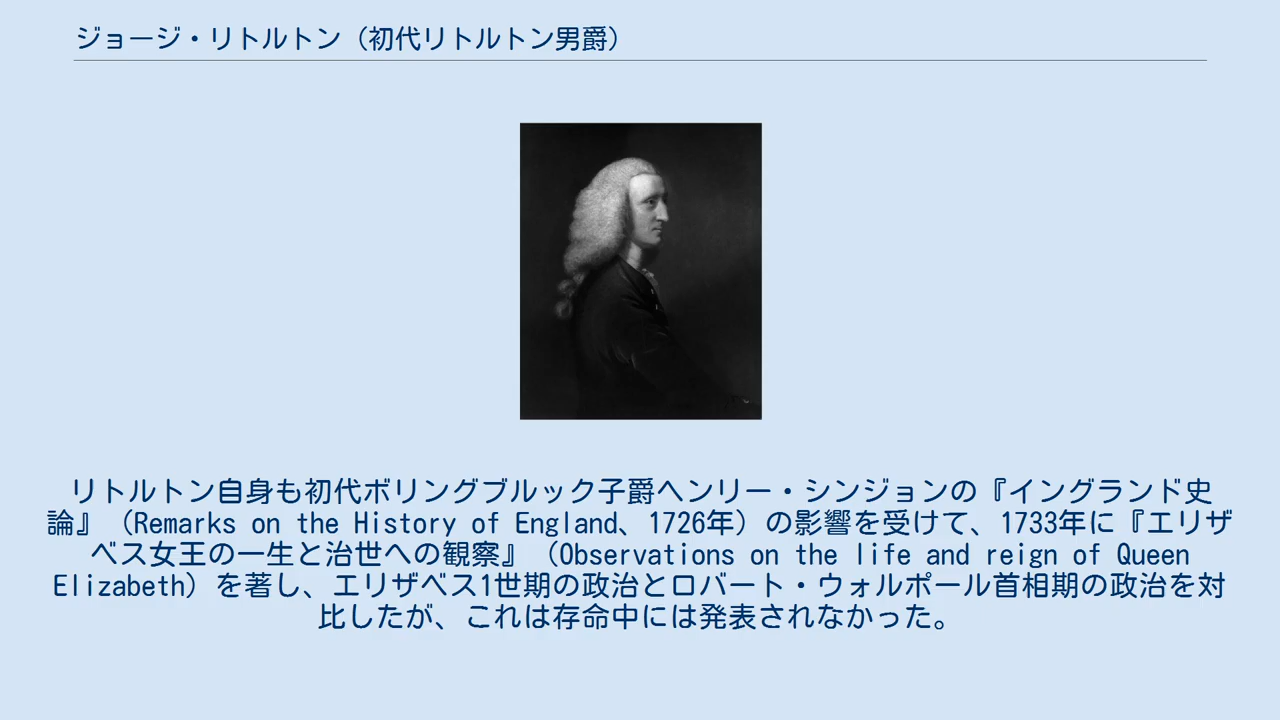 ジョージ・リトルトン（初代リトルトン男爵）
リトルトン自身も初代ボリングブルック子爵ヘンリー・シンジョンの『イングランド史
論』（Remarks on the History of England、1726年）の影響を受けて、1733年に『エリザ
ベス女王の一生と治世への観察』（Observations on the life and reign of Queen
Elizabeth）を著し、エリザベス1世期の政治とロバート・ウォルポール首相期の政治を対
比したが、これは存命中には発表されなかった。